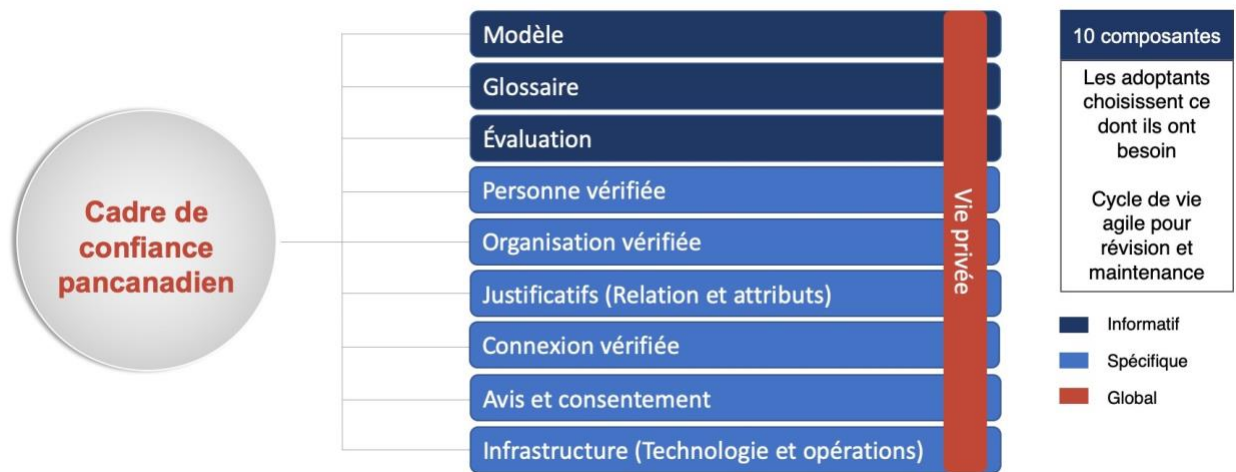 Cadre de
confiance
pancanadien
Modèle
Glossaire
Évaluation
Personne vérifiée
Organisation vérifiée
Justificatifs (Relation et attributs)
Connexion vérifiée
Avis et consentement
Infrastructure (Technologie et opérations)
Vie privée
10 composantes
Les adoptants
choisissent ce
dont ils ont
besoin
Cycle de vie
agile pour
révision et
maintenance
Informatif
Spécifique
Global